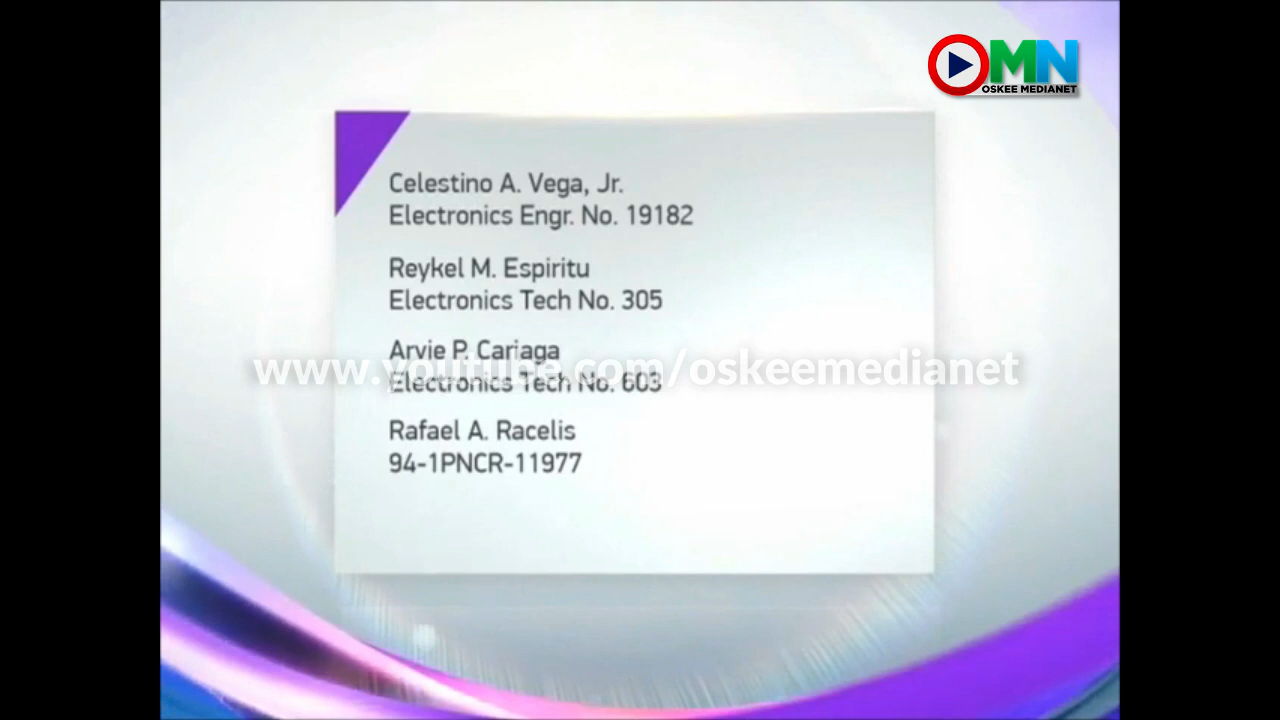 OMN
OSKEE MEDIANET
Celestino A. Vega, Jr.
Electronics Engr. No. 19182
Reykel M. Espiritu
Electronics Tech No. 305
Arvie P. Cariaga
www.youtube.com/oskeemedianet
Electronics Tech No. 603
Rafael A. Racelis
94-1PNCR-11977